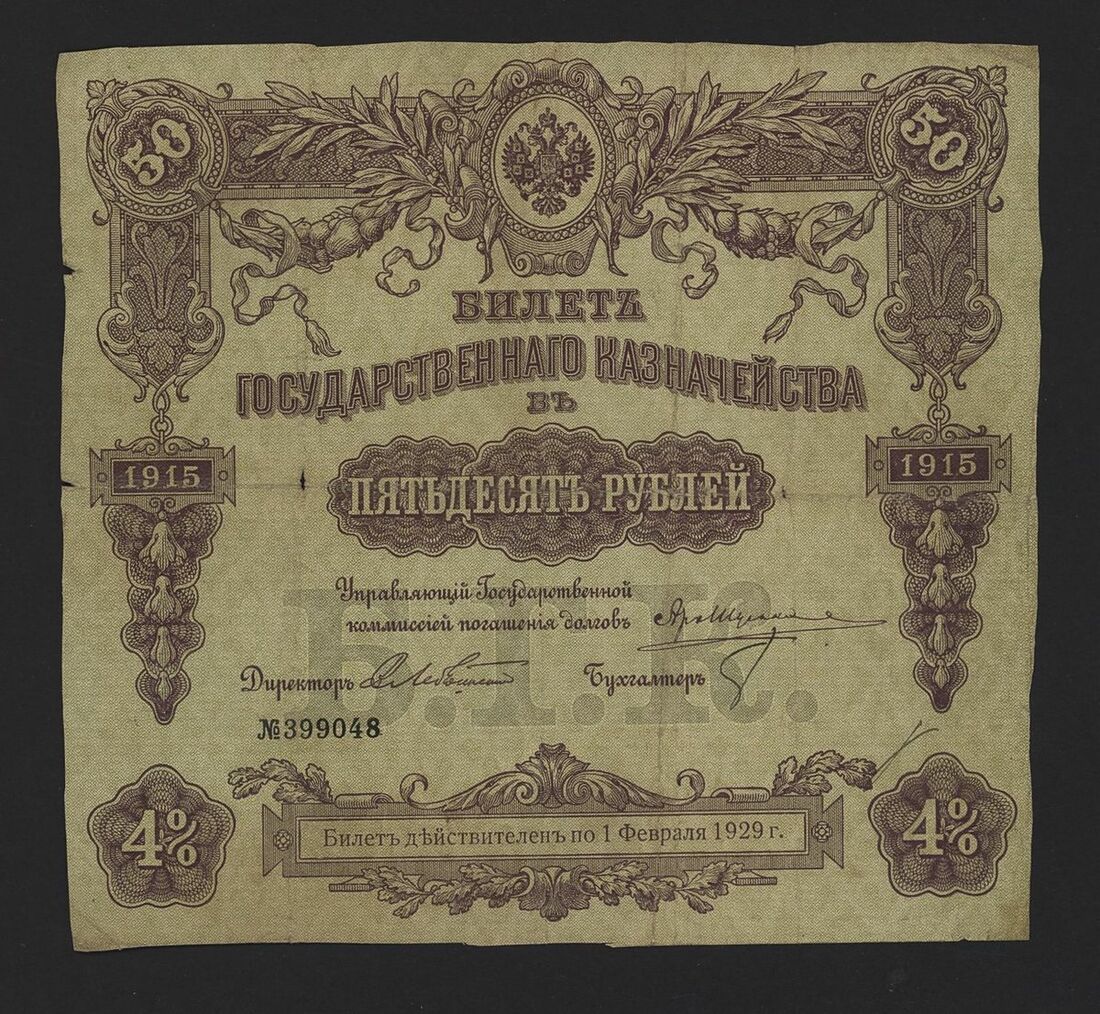 50 50
БИЛЕТЪ
ГОСУДАРСТВЕННАГО КАЗНАЧЕЙСТВА
ВЪ
1915 1915
ПЯТЬДЕСЯТЪ РУБЛЕЙ
Управляющій Государственной
коммиссіей погашенія долговъ
Директоръ Бухгалтеръ
Б.Г.К.
№399048
4% 4%
Билетъ дѣйствителенъ по 1 Февраля 1929 г.